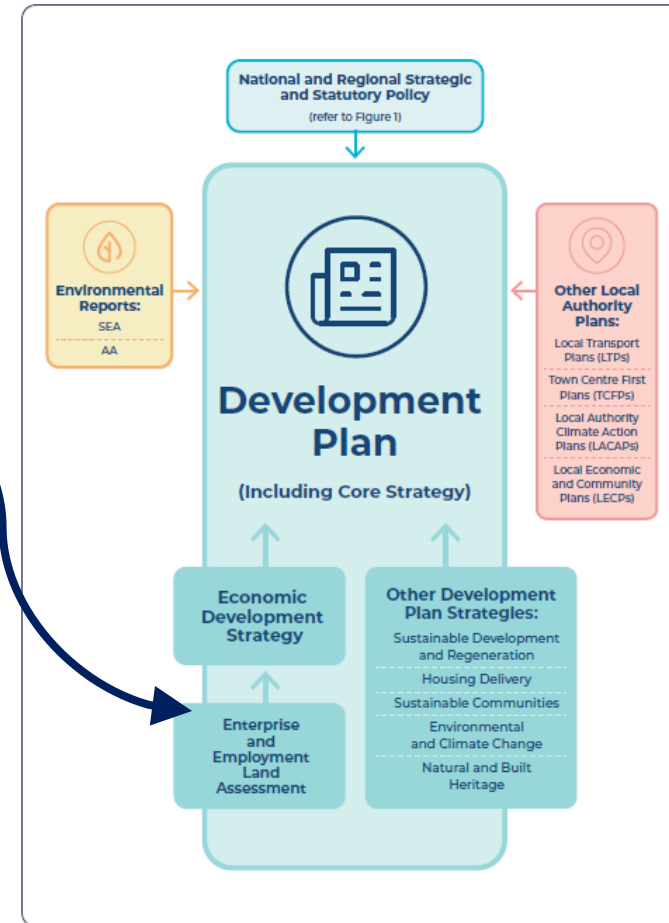 National and Regional Strategic
and Statutory Policy
(refer to Figure 1)
Environmental
Reports:
SEA
AA
Development
Plan
(Including Core Strategy)
Other Local
Authority
Plans:
Local Transport
Plans (LTPs)
Town Centre First
Plans (TCFPs)
Local Authority
Climate Action
Plans (LACAPs)
Local Economic
and Community
Plans (LECPs)
Economic
Development
Strategy
Enterprise
and
Employment
Land
Assessment
Other Development
Plan Strategies:
Sustainable Development
and Regeneration
Housing Delivery
Sustainable Communities
Environmental
and Climate Change
Natural and Built
Heritage